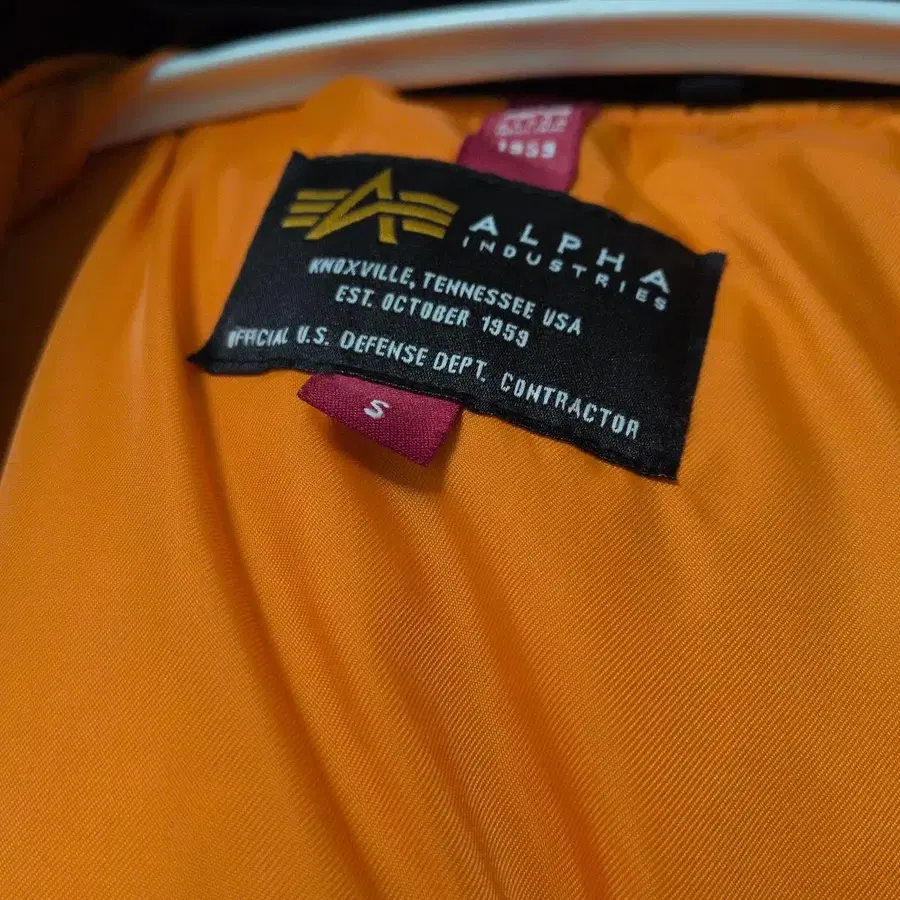 1959
ALPHA
INDUSTRIES
KNOXVILLE, TENNESSEE USA
EST. OCTOBER 1959
OFFICIAL U.S. DEFENSE DEPT. CONTRACTOR
S